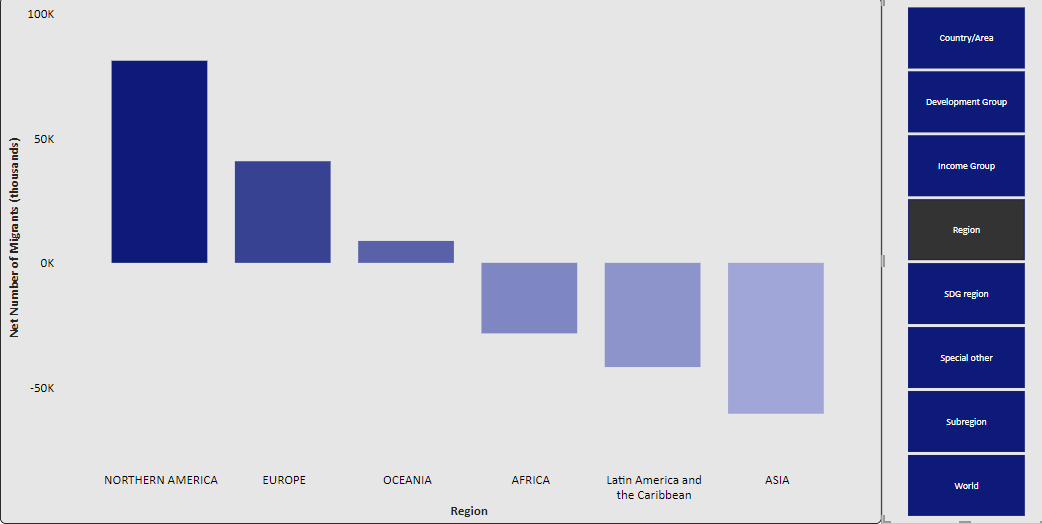 100K
50K
0K
-50K
Net Number of Migrants (thousands)
NORTHERN AMERICA
EUROPE
OCEANIA
AFRICA
Latin America and
the Caribbean
ASIA
Region
Country/Area
Development Group
Income Group
Region
SDG region
Special other
Subregion
World